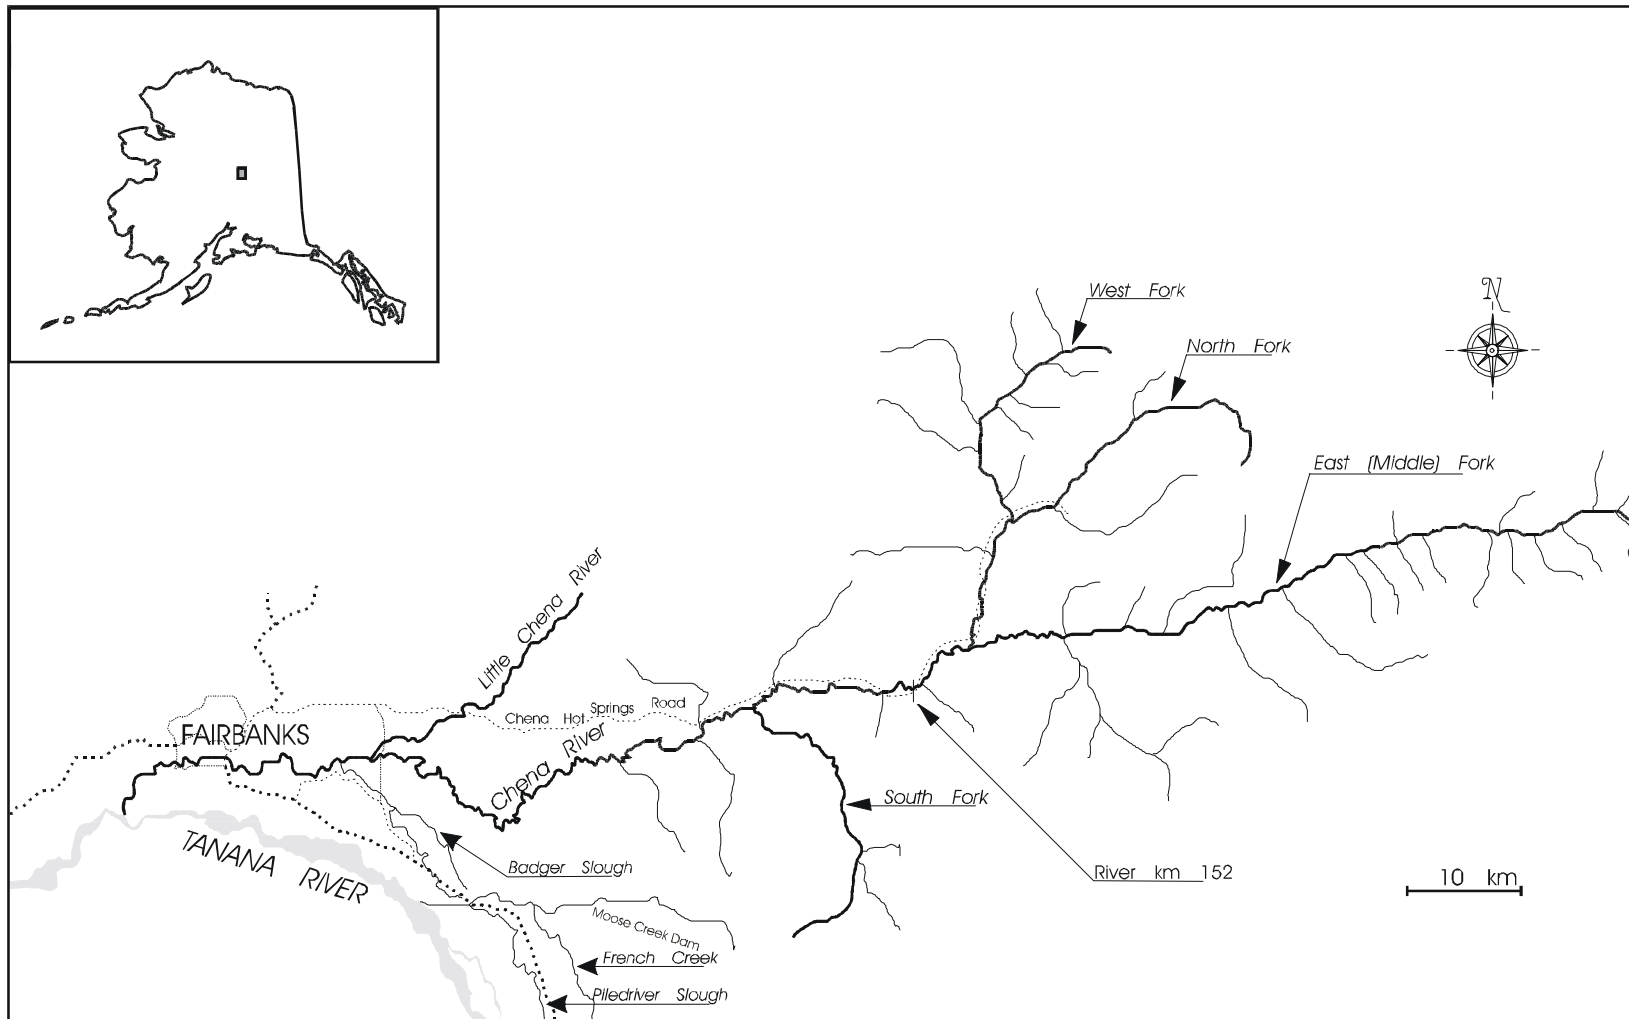 West Fork
N
North Fork
East (Middle) Fork
Little Chena River
Chena Hot Springs Road
FAIRBANKS
Chena River
South Fork
TANANA RIVER
Badger Slough
River km 152
10 km
Moose Creek Dam
French Creek
Piledriver Slough